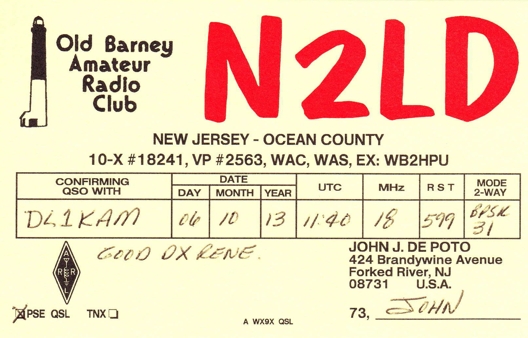 Old Barney
Amateur
Radio
Club
N2LD
NEW JERSEY - OCEAN COUNTY
10-X #18241, VP #2563, WAC, WAS, EX: WB2HPU
CONFIRMING QSO WITH DATE DAY MONTH YEAR UTC MHz RST MODE 2-WAY
DL1KAM 06 10 13 11:40 18 599 BPSK 31
GOOD DX RENE.
ARRL
JOHN J. DE POTO
424 Brandywine Avenue
Forked River, NJ
08731 U.S.A.
PSE QSL TNX
73, JOHN
A WX9X QSL